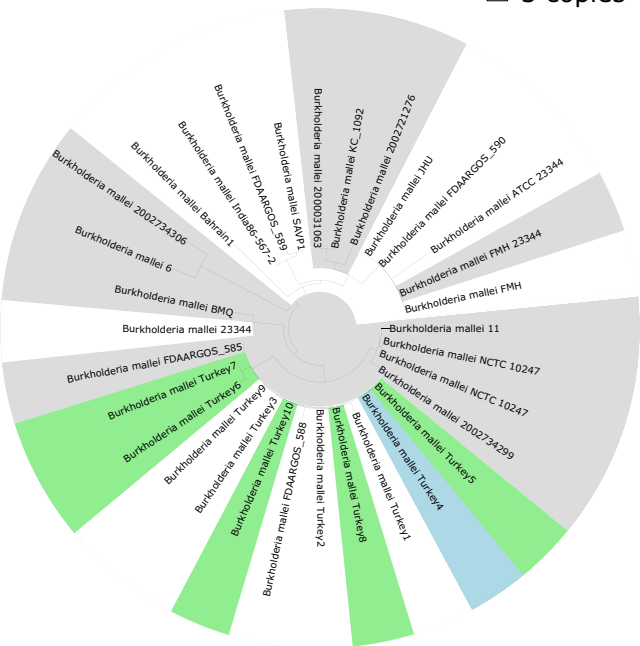 3 copies
Burkholderia mallei 2000031063
Burkholderia mallei KC_1092
Burkholderia mallei 2002721276
Burkholderia mallei JHU
Burkholderia mallei FDAARGOS_590
Burkholderia mallei ATCC 23344
Burkholderia mallei FMH 23344
Burkholderia mallei FMH
Burkholderia mallei 11
Burkholderia mallei NCTC 10247
Burkholderia mallei NCTC 10247
Burkholderia mallei 2002734299
Burkholderia mallei Turkey5
Burkholderia mallei Turkey4
Burkholderia mallei Turkey1
Burkholderia mallei Turkey8
Burkholderia mallei Turkey2
Burkholderia mallei FDAARGOS_588
Burkholderia mallei Turkey10
Burkholderia mallei Turkey3
Burkholderia mallei Turkey9
Burkholderia mallei Turkey6
Burkholderia mallei Turkey7
Burkholderia mallei FDAARGOS_585
Burkholderia mallei 23344
Burkholderia mallei BMQ
Burkholderia mallei 6
Burkholderia mallei 2002734306
Burkholderia mallei Bahrain1
Burkholderia mallei India86-567-2
Burkholderia mallei FDAARGOS_589
Burkholderia mallei SAVP1